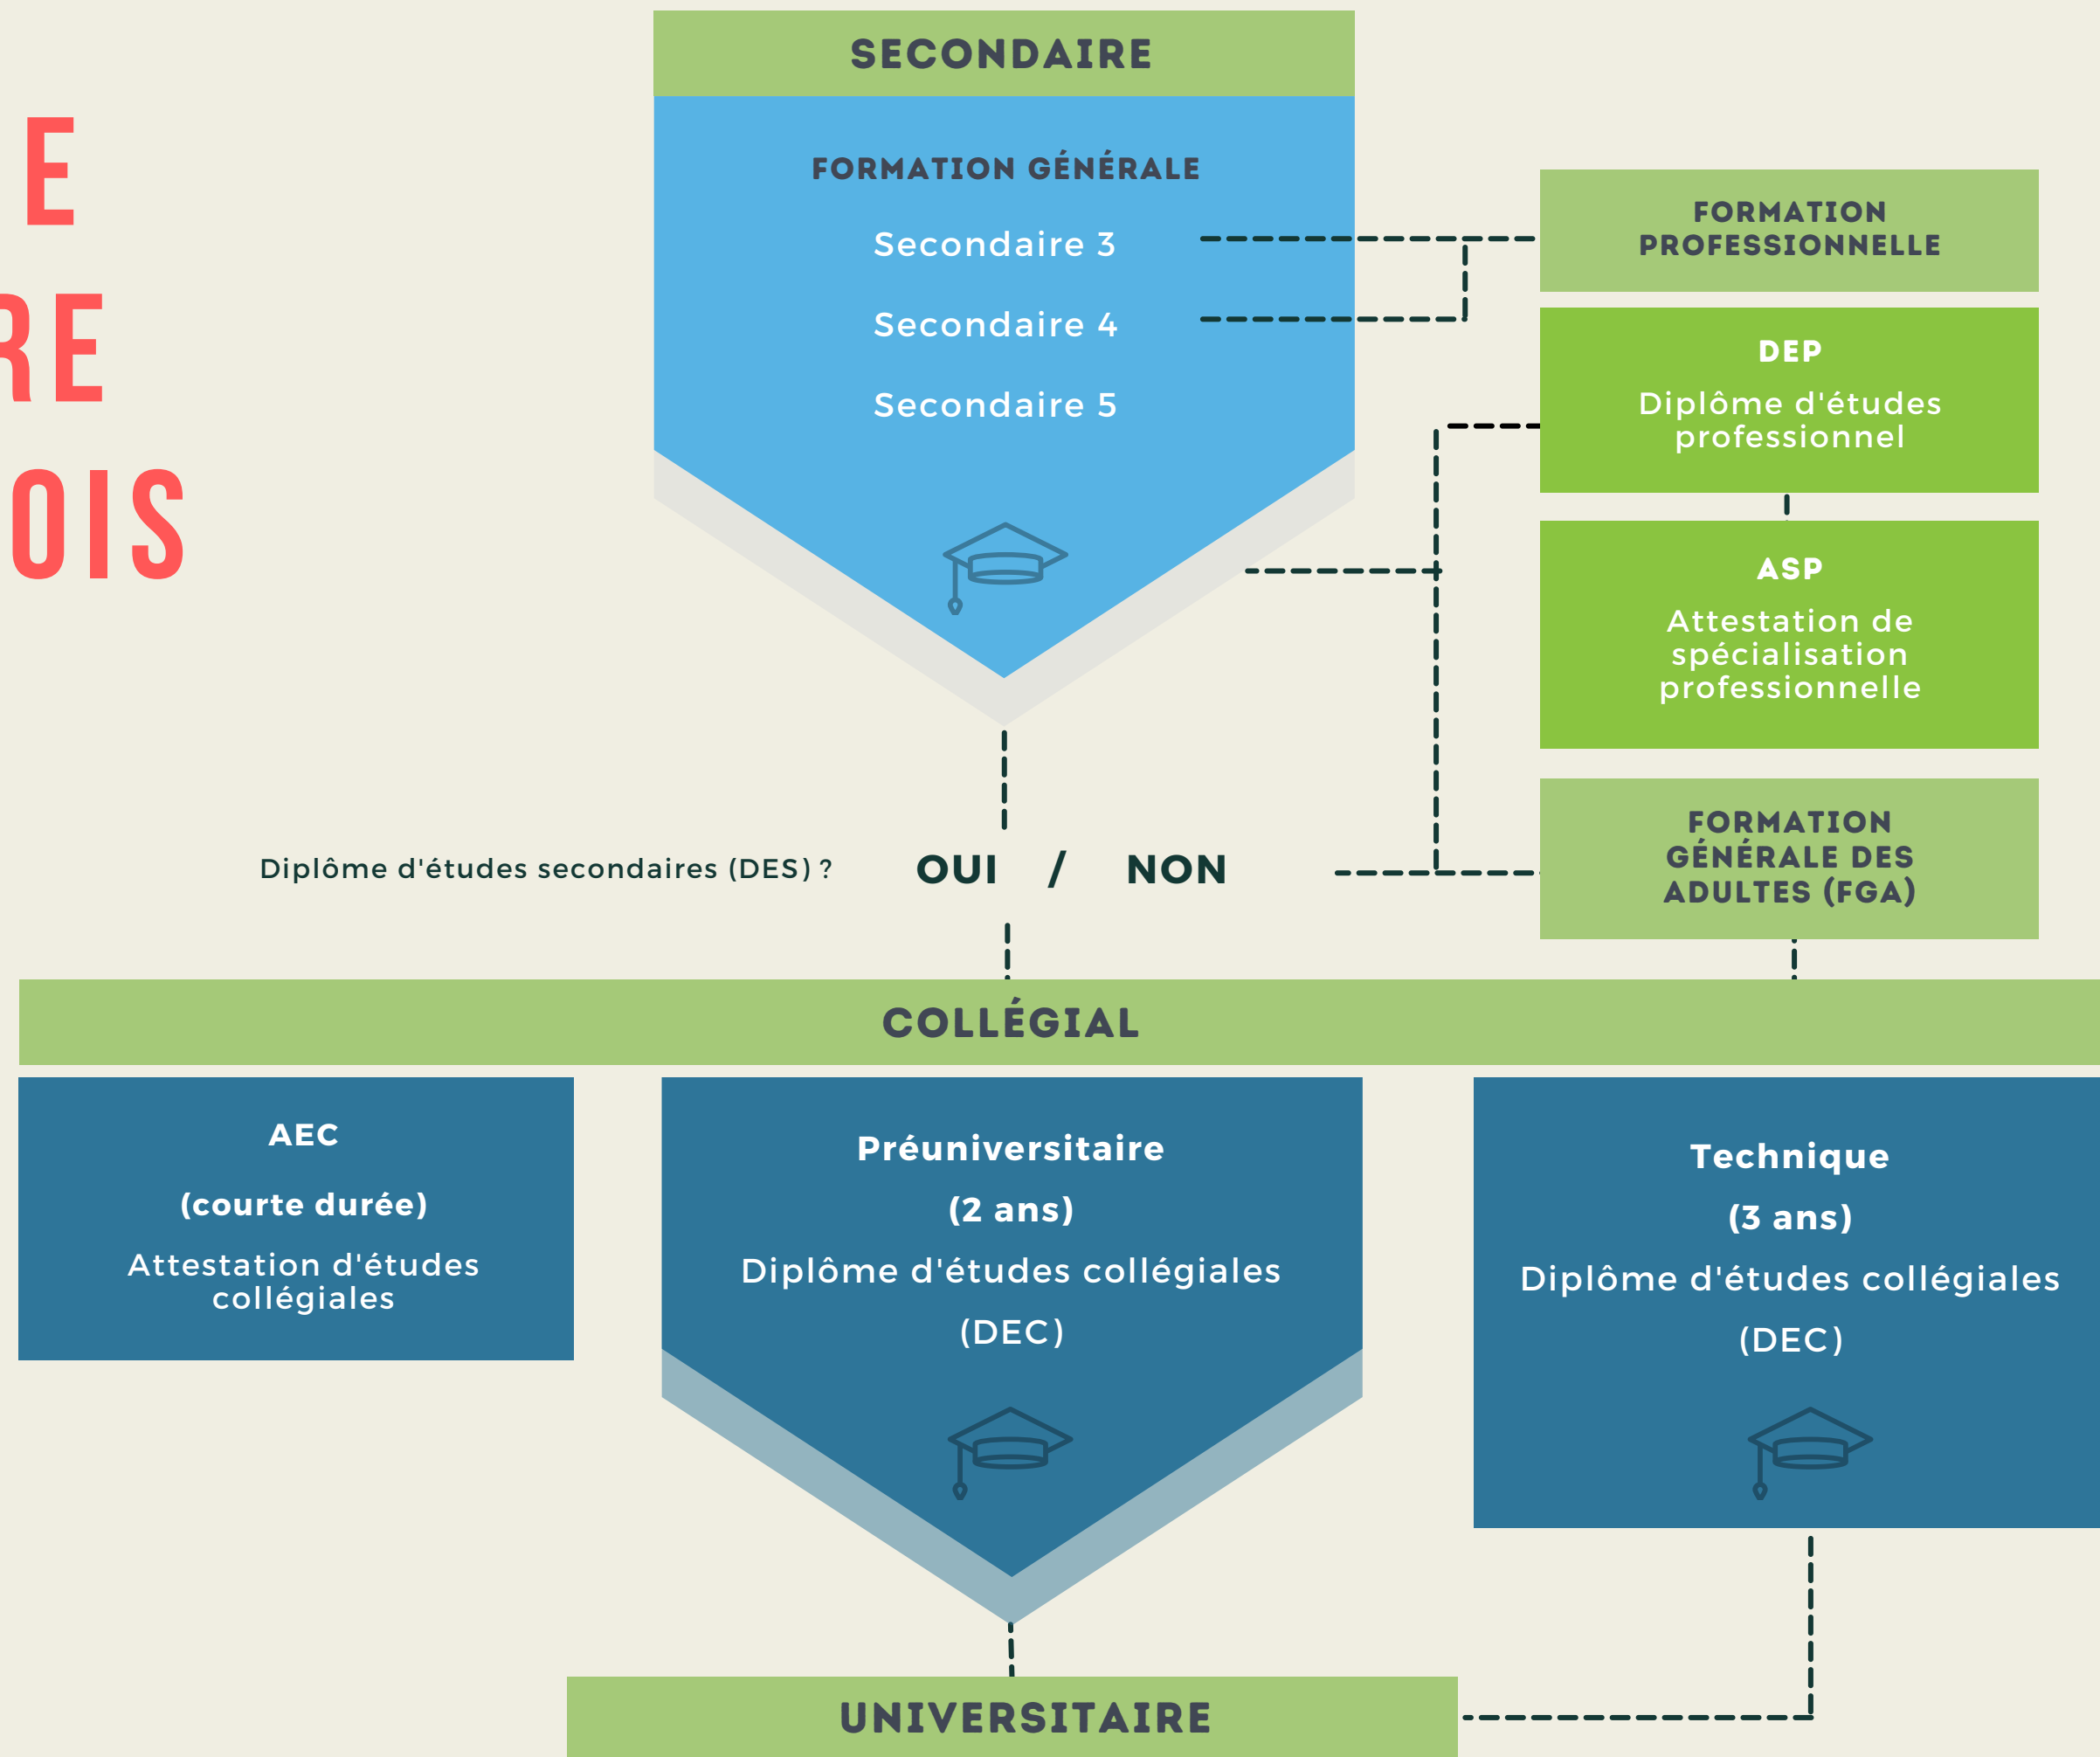 E
RE
OIS
SECONDAIRE
FORMATION GÉNÉRALE
Secondaire 3
Secondaire 4
Secondaire 5
FORMATION
PROFESSIONNELLE
DEP
Diplôme d'études
professionnel
ASP
Attestation de
spécialisation
professionnelle
FORMATION
GÉNÉRALE DES
ADULTES (FGA)
Diplôme d'études secondaires (DES) ? OUI / NON
COLLÉGIAL
AEC
(courte durée)
Attestation d'études
collégiales
Préuniversitaire
(2 ans)
Diplôme d'études collégiales
(DEC)
Technique
(3 ans)
Diplôme d'études collégiales
(DEC)
UNIVERSITAIRE